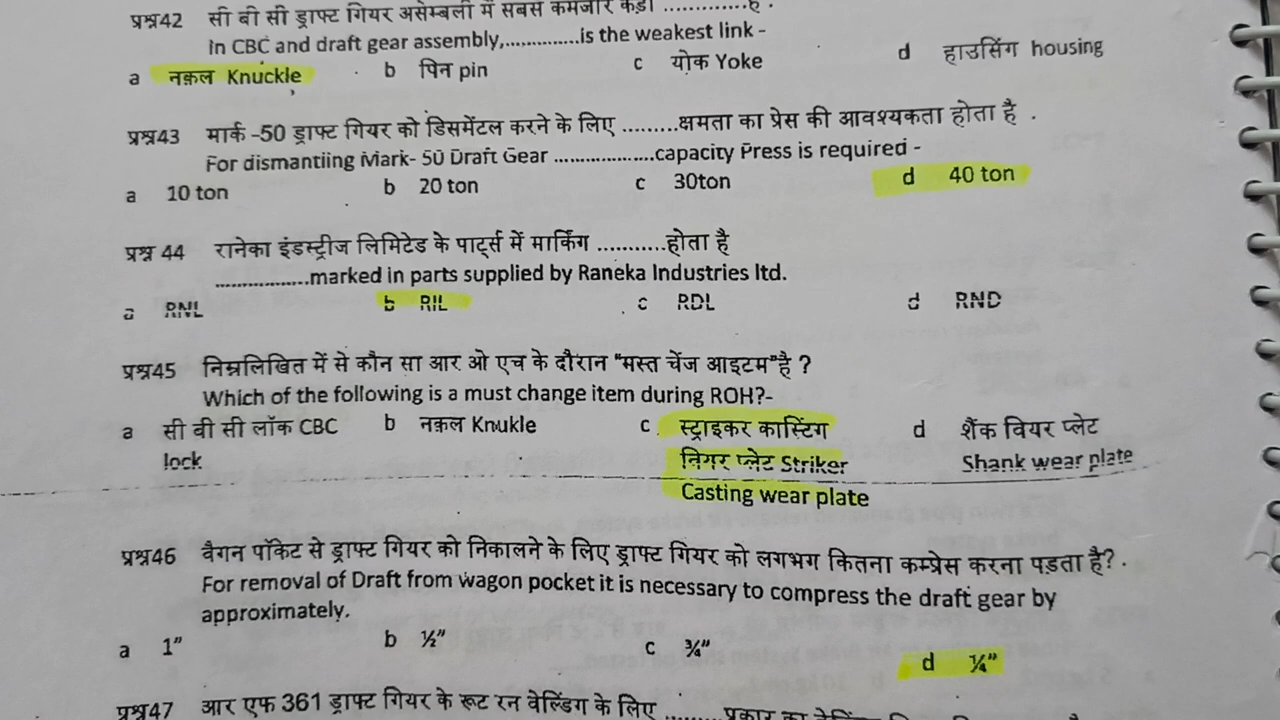 प्रश्न42 सी बी सी ड्राफ्ट गियर असेम्बली में सबसे कमजोर कड़ी .............है .
In CBC and draft gear assembly,..............is the weakest link -
a नक़ल Knuckle b पिन pin c योक Yoke d हाउसिंग housing
प्रश्न43 मार्क -50 ड्राफ्ट गियर को डिसमेंटल करने के लिए .........क्षमता का प्रेस की आवश्यकता होता है .
For dismantling Mark- 50 Draft Gear ...................capacity Press is required -
a 10 ton b 20 ton c 30ton d 40 ton
प्रश्न 44 रानेका इंडस्ट्रीज लिमिटेड के पार्ट्स में मार्किंग ...........होता है
..................marked in parts supplied by Raneka Industries ltd.
a RNL b RIL c RDL d RND
प्रश्न45 निम्नलिखित में से कौन सा आर ओ एच के दौरान "मस्त चेंज आइटम"है ?
Which of the following is a must change item during ROH?-
a सी वी सी लॉक CBC b नक़ल Knukle c स्ट्राइकर कास्टिंग d शैंक वियर प्लेट
lock वियर प्लेट Striker Shank wear plate
Casting wear plate
प्रश्न46 वैगन पॉकेट से ड्राफ्ट गियर को निकालने के लिए ड्राफ्ट गियर को लगभग कितना कम्प्रेस करना पड़ता है? .
For removal of Draft from wagon pocket it is necessary to compress the draft gear by
approximately.
a 1" b ½" c ¾" d ¼"
प्रश्न47 आर एफ 361 ड्राफ्ट गियर के रूट रन वेल्डिंग के लिए ........प्रकार का